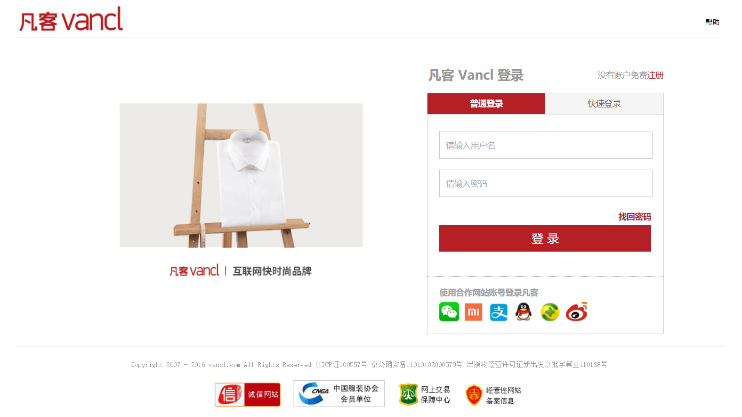 凡客 vancl
帮助
凡客 Vancl 登录
没有账户免费注册
普通登录
快速登录
请输入用户名
请输入密码
找回密码
登 录
凡客 vancl | 互联网快时尚品牌
使用合作网站账号登录凡客
Copyright 2007 - 2016 vancl.com All Rights Reserved
诚信网站
中国服装协会
会员单位
网上交易
保障中心
经营性网站
备案信息